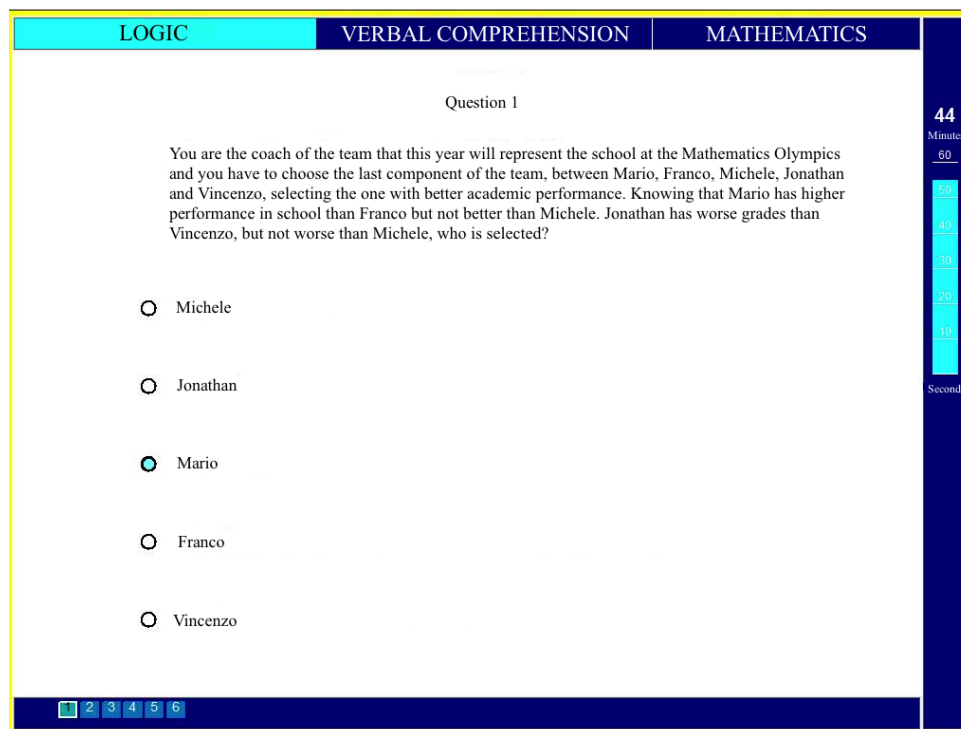 LOGIC VERBAL COMPREHENSION MATHEMATICS
Question 1
You are the coach of the team that this year will represent the school at the Mathematics Olympics
and you have to choose the last component of the team, between Mario, Franco, Michele, Jonathan
and Vincenzo, selecting the one with better academic performance. Knowing that Mario has higher
performance in school than Franco but not better than Michele. Jonathan has worse grades than
Vincenzo, but not worse than Michele, who is selected?
Michele
Jonathan
Mario
Franco
Vincenzo
44
Minute
60
50
40
30
20
10
Second
1 2 3 4 5 6